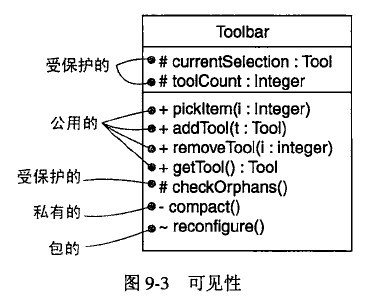 Toolbar
受保护的
# currentSelection : Tool
# toolCount : Integer
公用的
+ pickItem(i : Integer)
+ addTool(t : Tool)
+ removeTool(i : integer)
+ getTool() : Tool
受保护的
# checkOrphans()
私有的
- compact()
包的
~ reconfigure()
图 9-3 可见性